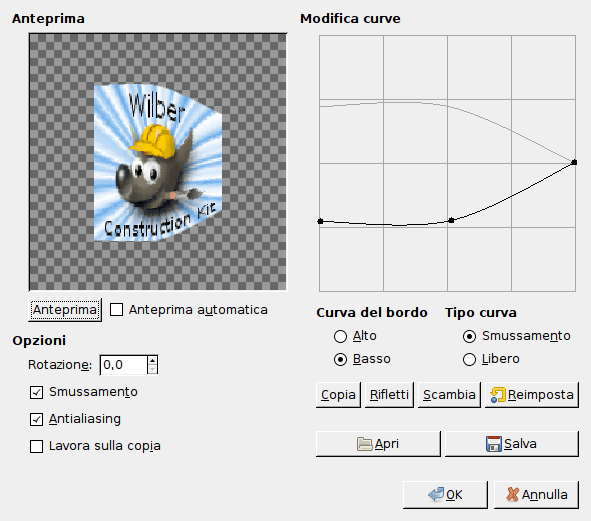 Anteprima
Wilber
Construction Kit
Anteprima
Anteprima automatica
Opzioni
Rotazione:
0,0
Smussamento
Antialiasing
Lavora sulla copia
Modifica curve
Curva del bordo
Tipo curva
Alto
Smussamento
Basso
Libero
Copia
Rifletti
Scambia
Reimposta
Apri
Salva
OK
Annulla